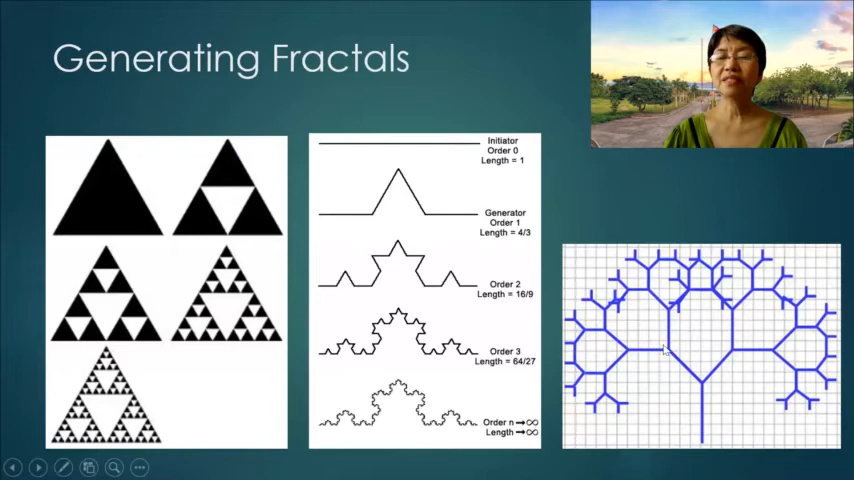 Generating Fractals
Initiator
Order 0
Length = 1
Generator
Order 1
Length = 4/3
Order 2
Length = 16/9
Order 3
Length = 64/27
Order n→∞
Length→∞